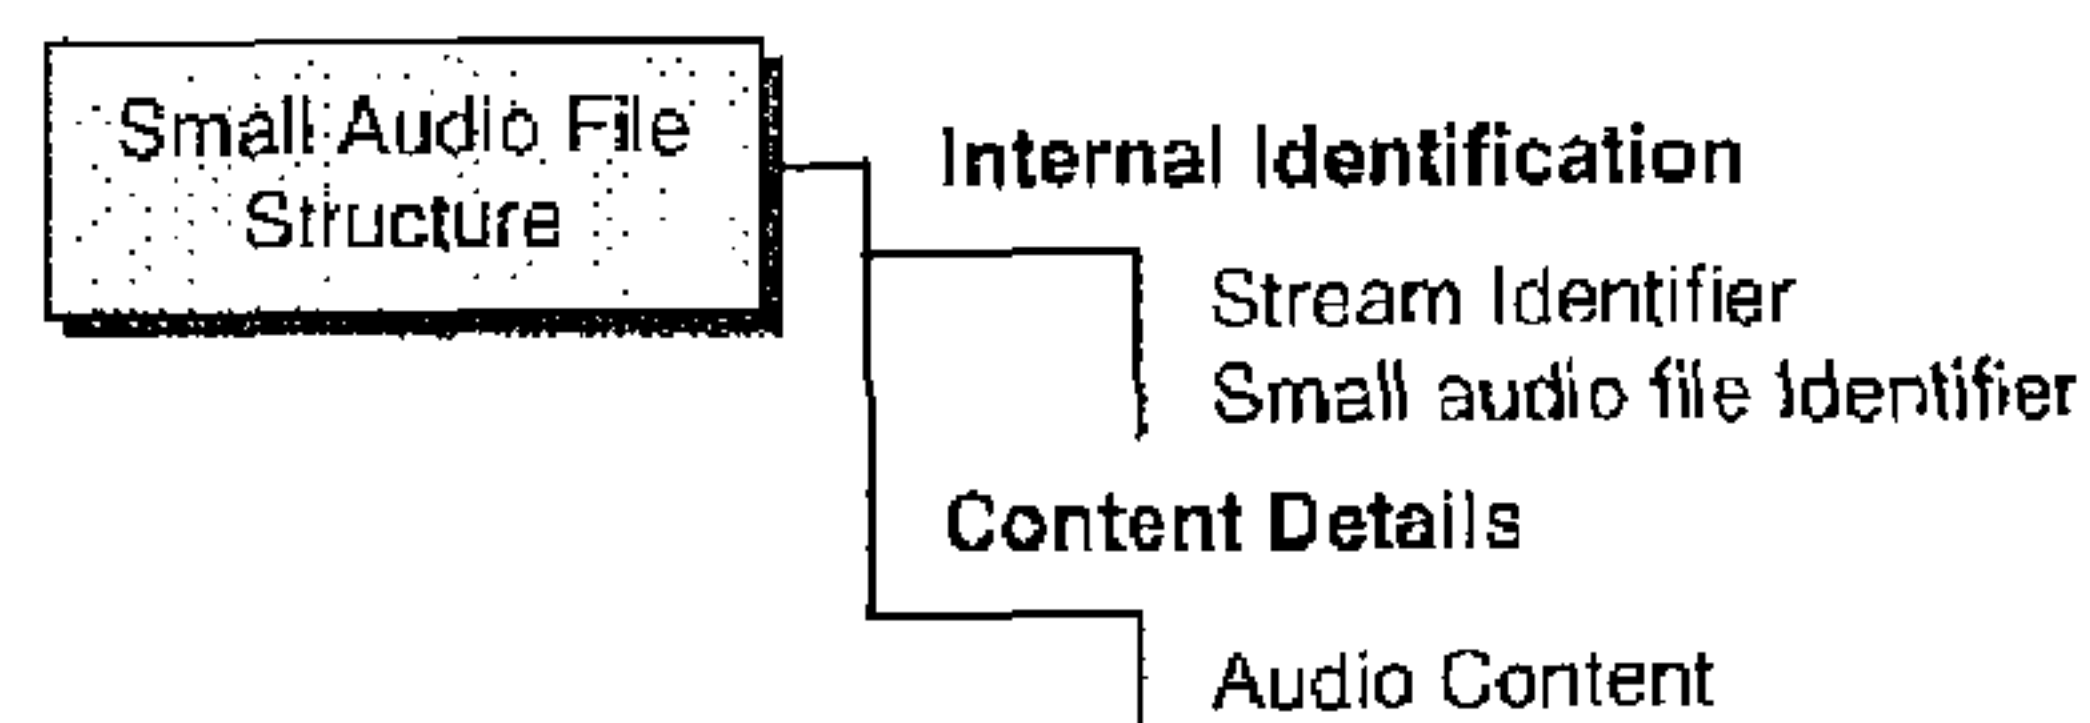 Small Audio File
Structure
Internal Identification
Stream Identifier
Small audio file Identifier
Content Details
Audio Content